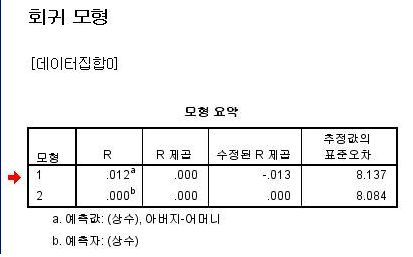 회귀 모형
[데이터집합0]
모형 요약
모형 R R 제곱 수정된 R 제곱 추정값의 표준오차
1 .012a .000 -.013 8.137
2 .000b .000 .000 8.084
a. 예측값: (상수), 아버지-어머니
b. 예측자: (상수)